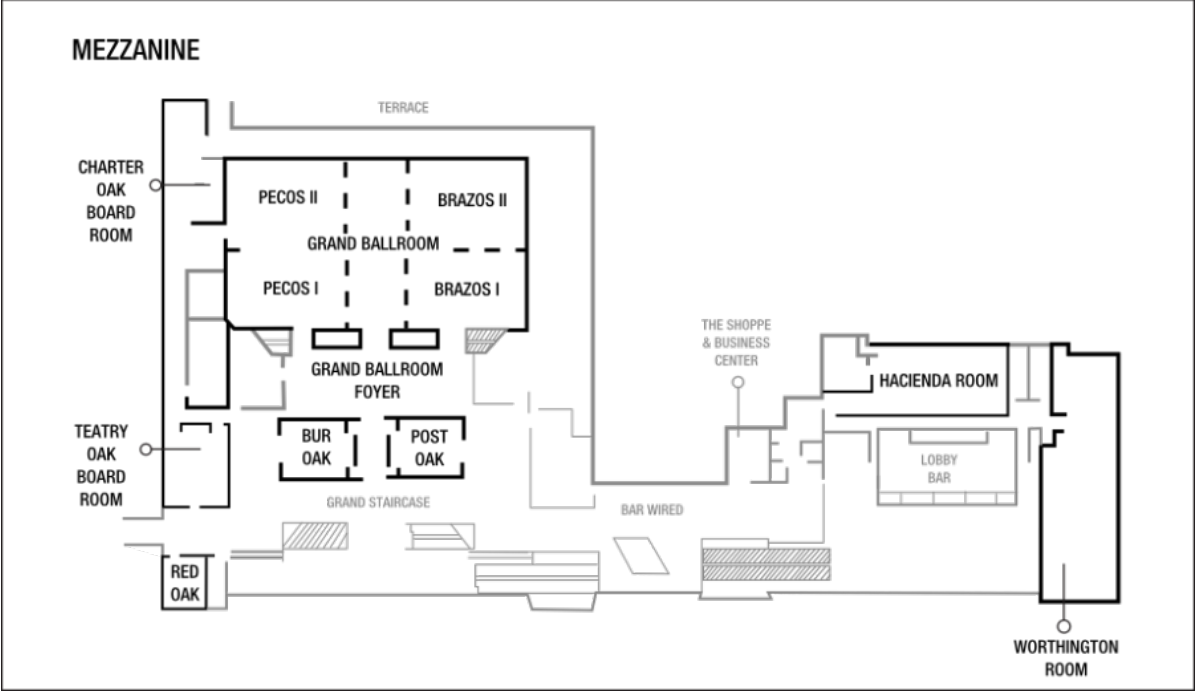 MEZZANINE
TERRACE
CHARTER
OAK
BOARD
ROOM
PECOS II
BRAZOS II
GRAND BALLROOM
PECOS I
BRAZOS I
GRAND BALLROOM
FOYER
THE SHOPPE
& BUSINESS
CENTER
HACIENDA ROOM
TEATRY
OAK
BOARD
ROOM
BUR
OAK
POST
OAK
LOBBY
BAR
GRAND STAIRCASE
BAR WIRED
RED
OAK
WORTHINGTON
ROOM